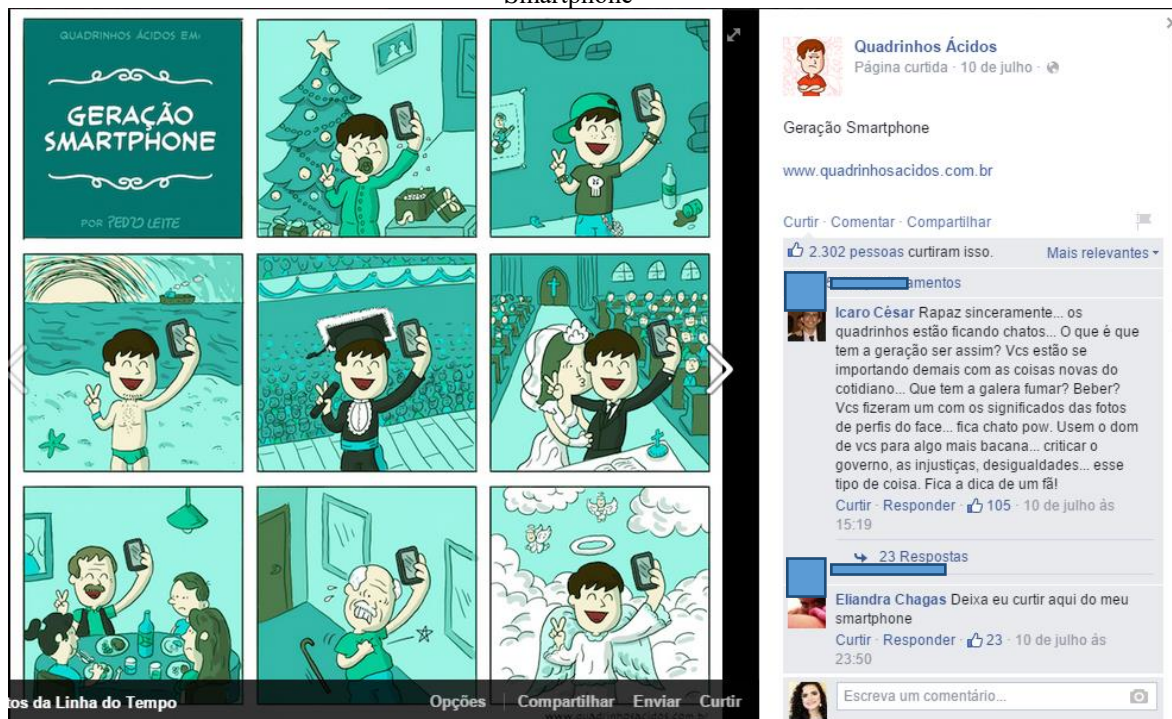 Smartphone
QUADRINHOS ÁCIDOS EM:
GERAÇÃO
SMARTPHONE
POR PEDRO LEITE
tos da Linha do Tempo
Opções
Compartilhar Enviar Curtir
www.quadrinhosacidos.com.br
Quadrinhos Ácidos
Página curtida · 10 de julho ·
Geração Smartphone
www.quadrinhosacidos.com.br
Curtir · Comentar · Compartilhar
2.302 pessoas curtiram isso.
Mais relevantes
amentos
Icaro César Rapaz sinceramente... os
quadrinhos estão ficando chatos... O que é que
tem a geração ser assim? Vcs estão se
importando demais com as coisas novas do
cotidiano... Que tem a galera fumar? Beber?
Vcs fizeram um com os significados das fotos
de perfis do face... fica chato pow. Usem o dom
de vcs para algo mais bacana... criticar o
governo, as injustiças, desigualdades... esse
tipo de coisa. Fica a dica de um fã!
Curtir · Responder · 105 · 10 de julho às
15:19
23 Respostas
Eliandra Chagas Deixa eu curtir aqui do meu
smartphone
Curtir · Responder · 23 · 10 de julho às
23:50
Escreva um comentário...